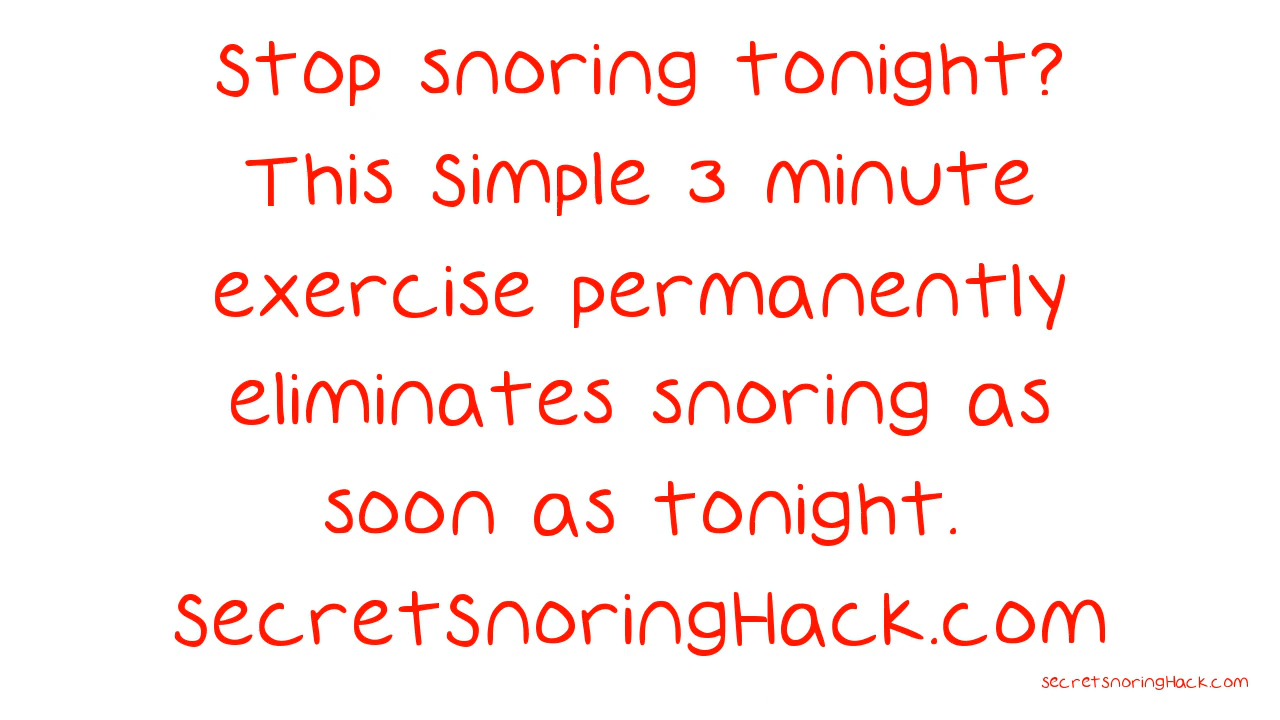 Stop snoring tonight?
This Simple 3 minute
exercise permanently
eliminates snoring as
soon as tonight.
SecretSnoringHack.com
secretsnoringHack.com